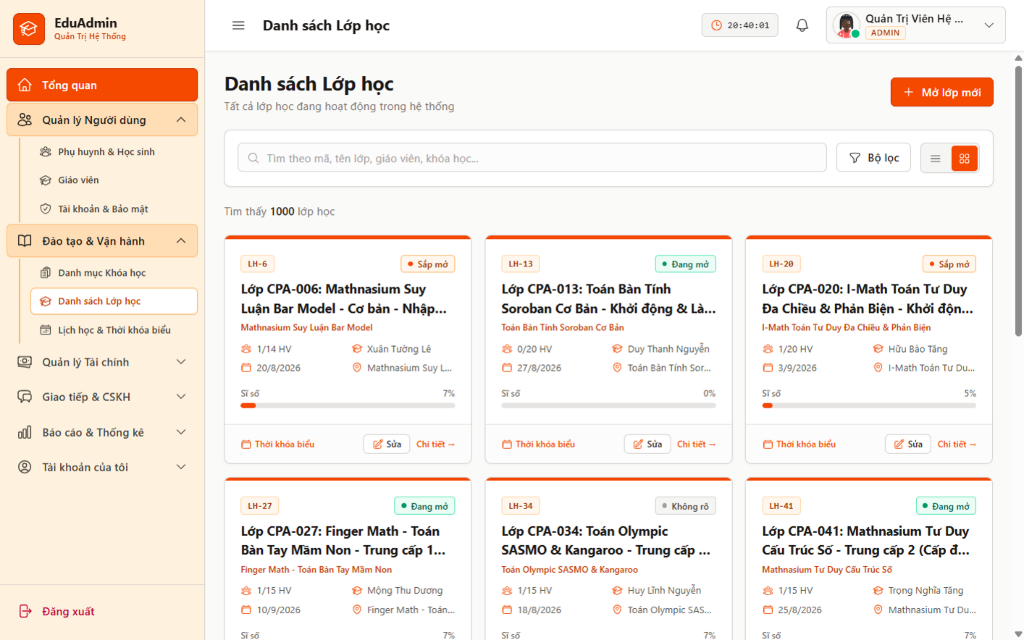 EduAdmin
Quản Trị Hệ Thống
Tổng quan
Quản lý Người dùng
Phụ huynh & Học sinh
Giáo viên
Tài khoản & Bảo mật
Đào tạo & Vận hành
Danh mục Khóa học
Danh sách Lớp học
Lịch học & Thời khóa biểu
Quản lý Tài chính
Giao tiếp & CSKH
Báo cáo & Thống kê
Tài khoản của tôi
Đăng xuất
Danh sách Lớp học
20:40:01
Quản Trị Viên Hệ ...
ADMIN
Danh sách Lớp học
Tất cả lớp học đang hoạt động trong hệ thống
+ Mở lớp mới
Tìm theo mã, tên lớp, giáo viên, khóa học...
Bộ lọc
Tìm thấy 1000 lớp học
LH-6
Sắp mở
Lớp CPA-006: Mathnasium Suy
Luận Bar Model - Cơ bản - Nhập...
Mathnasium Suy Luận Bar Model
1/14 HV
Xuân Tường Lê
20/8/2026
Mathnasium Suy L...
Sĩ số
7%
Thời khóa biểu
Sửa
Chi tiết →
LH-13
Đang mở
Lớp CPA-013: Toán Bàn Tính
Soroban Cơ Bản - Khởi động & Là...
Toán Bàn Tính Soroban Cơ Bản
0/20 HV
Duy Thanh Nguyễn
27/8/2026
Toán Bàn Tính Sor...
Sĩ số
0%
Thời khóa biểu
Sửa
Chi tiết →
LH-20
Sắp mở
Lớp CPA-020: I-Math Toán Tư Duy
Đa Chiều & Phản Biện - Khởi độn...
I-Math Toán Tư Duy Đa Chiều & Phản Biện
1/20 HV
Hữu Bảo Tăng
3/9/2026
I-Math Toán Tư Du...
Sĩ số
5%
Thời khóa biểu
Sửa
Chi tiết →
LH-27
Đang mở
Lớp CPA-027: Finger Math - Toán
Bàn Tay Mầm Non - Trung cấp 1...
Finger Math - Toán Bàn Tay Mầm Non
1/15 HV
Mộng Thu Dương
10/9/2026
Finger Math - Toán...
Sĩ số
7%
LH-34
Không rõ
Lớp CPA-034: Toán Olympic
SASMO & Kangaroo - Trung cấp ...
Toán Olympic SASMO & Kangaroo
1/15 HV
Huy Lĩnh Nguyễn
18/8/2026
Toán Olympic SAS...
Sĩ số
7%
LH-41
Đang mở
Lớp CPA-041: Mathnasium Tư Duy
Cấu Trúc Số - Trung cấp 2 (Cấp đ...
Mathnasium Tư Duy Cấu Trúc Số
1/15 HV
Trọng Nghĩa Tăng
25/8/2026
Mathnasium Tư Du...
Sĩ số
7%